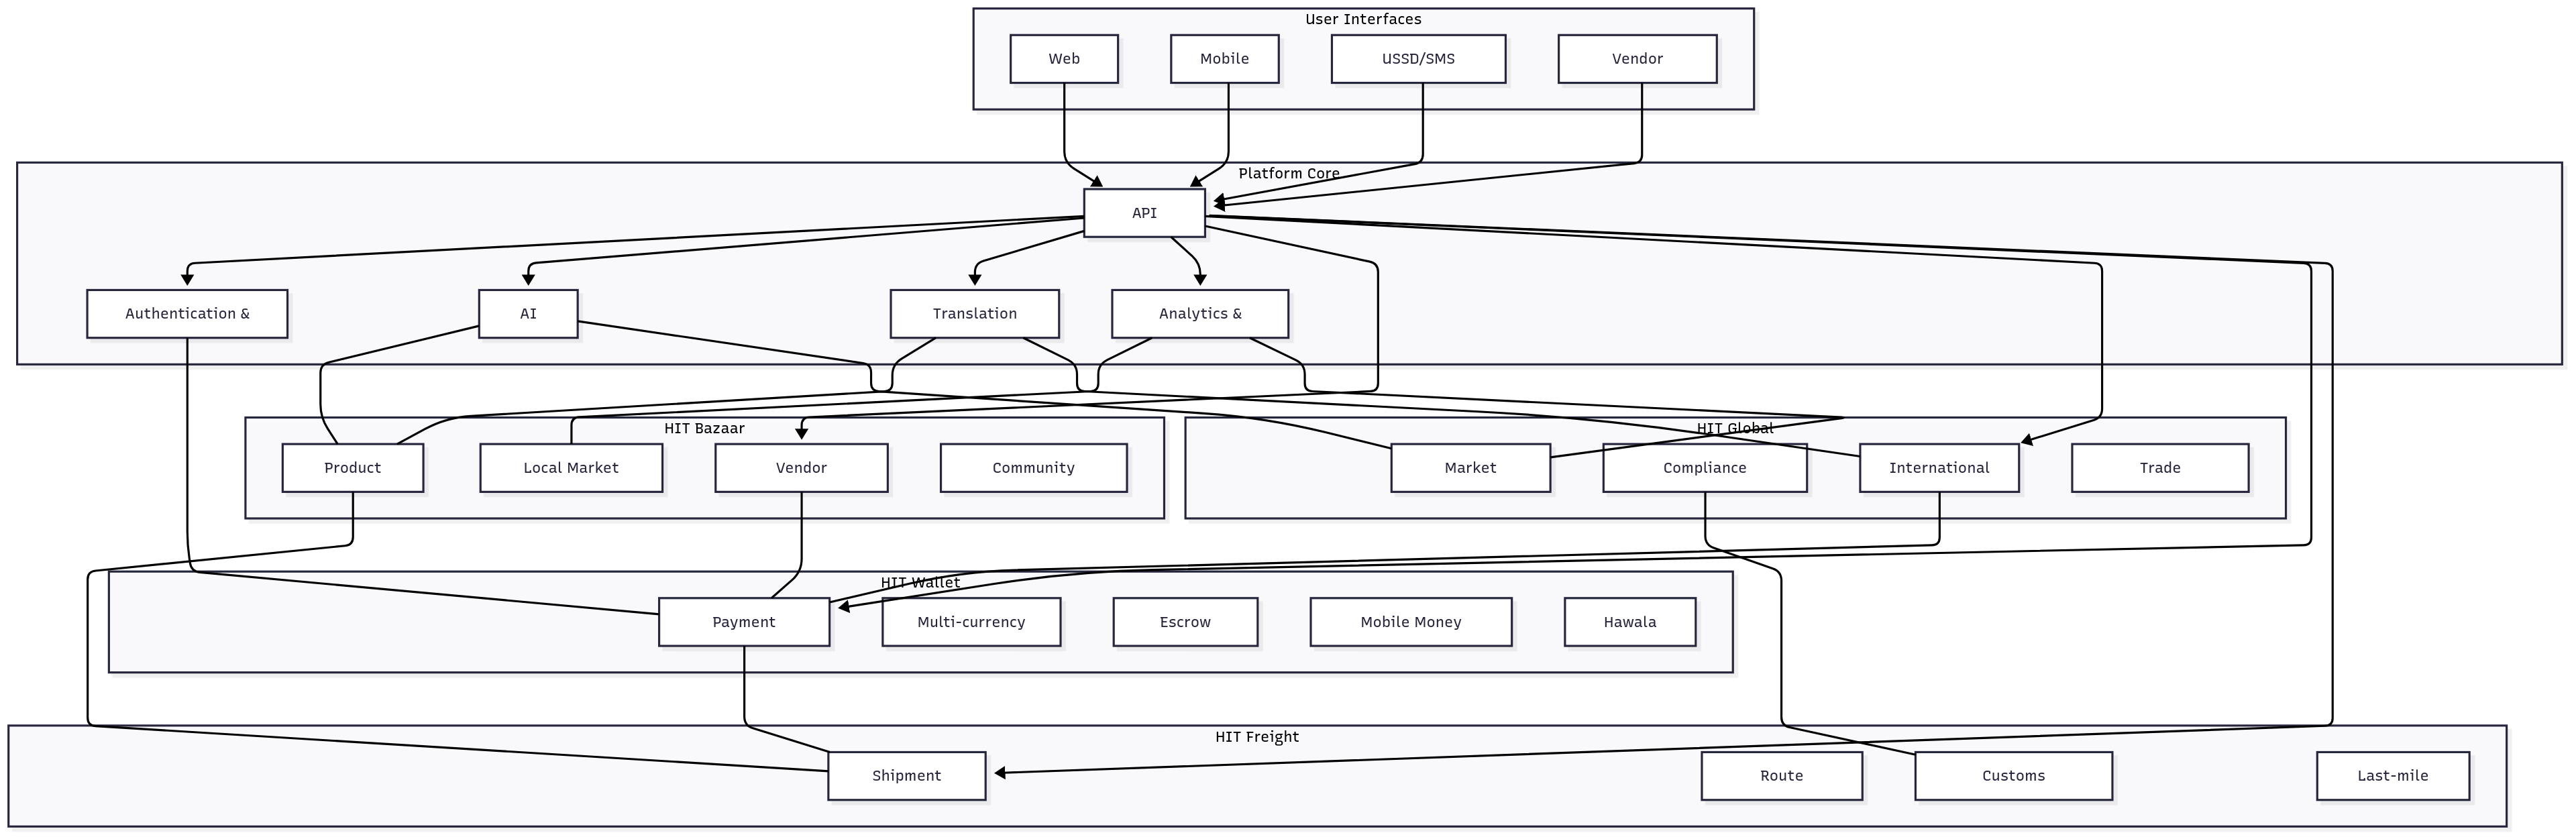 User Interfaces
Web
Mobile
USSD/SMS
Vendor
Platform Core
API
Authentication &
AI
Translation
Analytics &
HIT Bazaar
HIT Global
Product
Local Market
Vendor
Community
Market
Compliance
International
Trade
HIT Wallet
Payment
Multi-currency
Escrow
Mobile Money
Hawala
HIT Freight
Shipment
Route
Customs
Last-mile